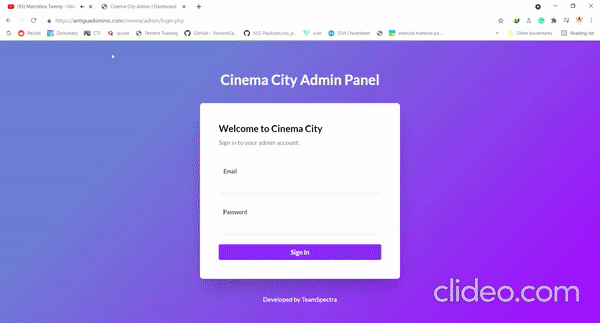 (95) Matchbox Twenty - Un
Cinema City Admin | Dashboard
https://antiguadominic.com/cinema/admin/login.php
Reddit
Dictionary
CTF
quora
Pentest Training
GitHub - VincentGa...
XSS-Payloads/xss_p...
icon
SSH Cheatsheet
android material pa...
Other bookmarks
Reading list
Cinema City Admin Panel
Welcome to Cinema City
Sign in to your admin account.
Email
Password
Sign In
Developed by TeamSpectra
clideo.com